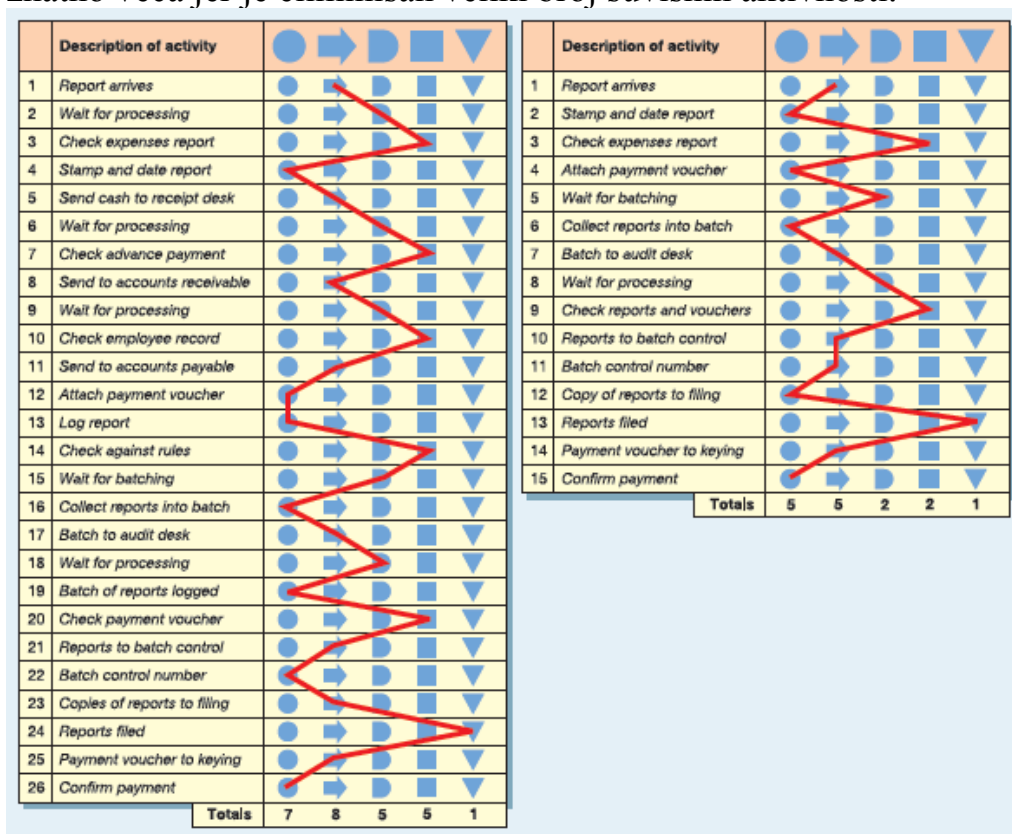 jer je eliminisan veliki broj aktivnosti.
Description of activity
1 Report arrives
2 Wait for processing
3 Check expenses report
4 Stamp and date report
5 Send cash to receipt desk
6 Wait for processing
7 Check advance payment
8 Send to accounts receivable
9 Wait for processing
10 Check employee record
11 Send to accounts payable
12 Attach payment voucher
13 Log report
14 Check against rules
15 Wait for batching
16 Collect reports into batch
17 Batch to audit desk
18 Wait for processing
19 Batch of reports logged
20 Check payment voucher
21 Reports to batch control
22 Batch control number
23 Copies of reports to filing
24 Reports filed
25 Payment voucher to keying
26 Confirm payment
Totals 7 8 5 5 1
Description of activity
1 Report arrives
2 Stamp and date report
3 Check expenses report
4 Attach payment voucher
5 Wait for batching
6 Collect reports into batch
7 Batch to audit desk
8 Wait for processing
9 Check reports and vouchers
10 Reports to batch control
11 Batch control number
12 Copy of reports to filing
13 Reports filed
14 Payment voucher to keying
15 Confirm payment
Totals 5 5 2 2 1